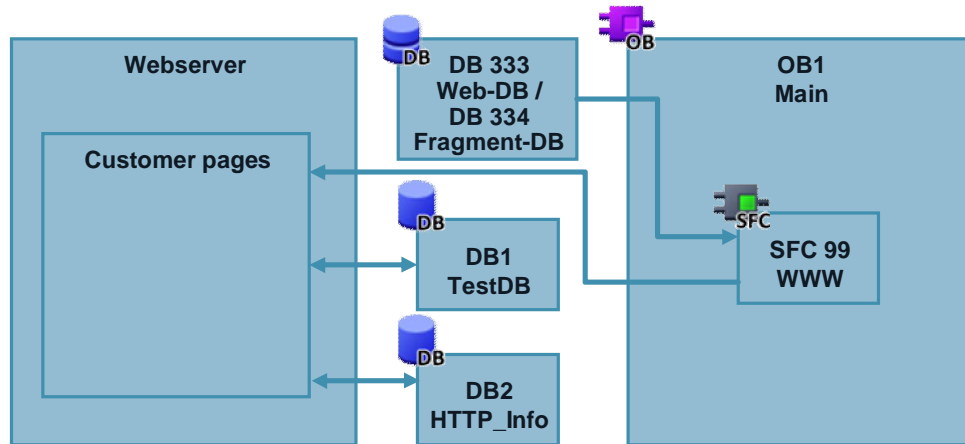 Webserver
Customer pages
DB
DB 333
Web-DB /
DB 334
Fragment-DB
DB
DB1
TestDB
DB
DB2
HTTP_Info
OB
OB1
Main
SFC
SFC 99
WWW